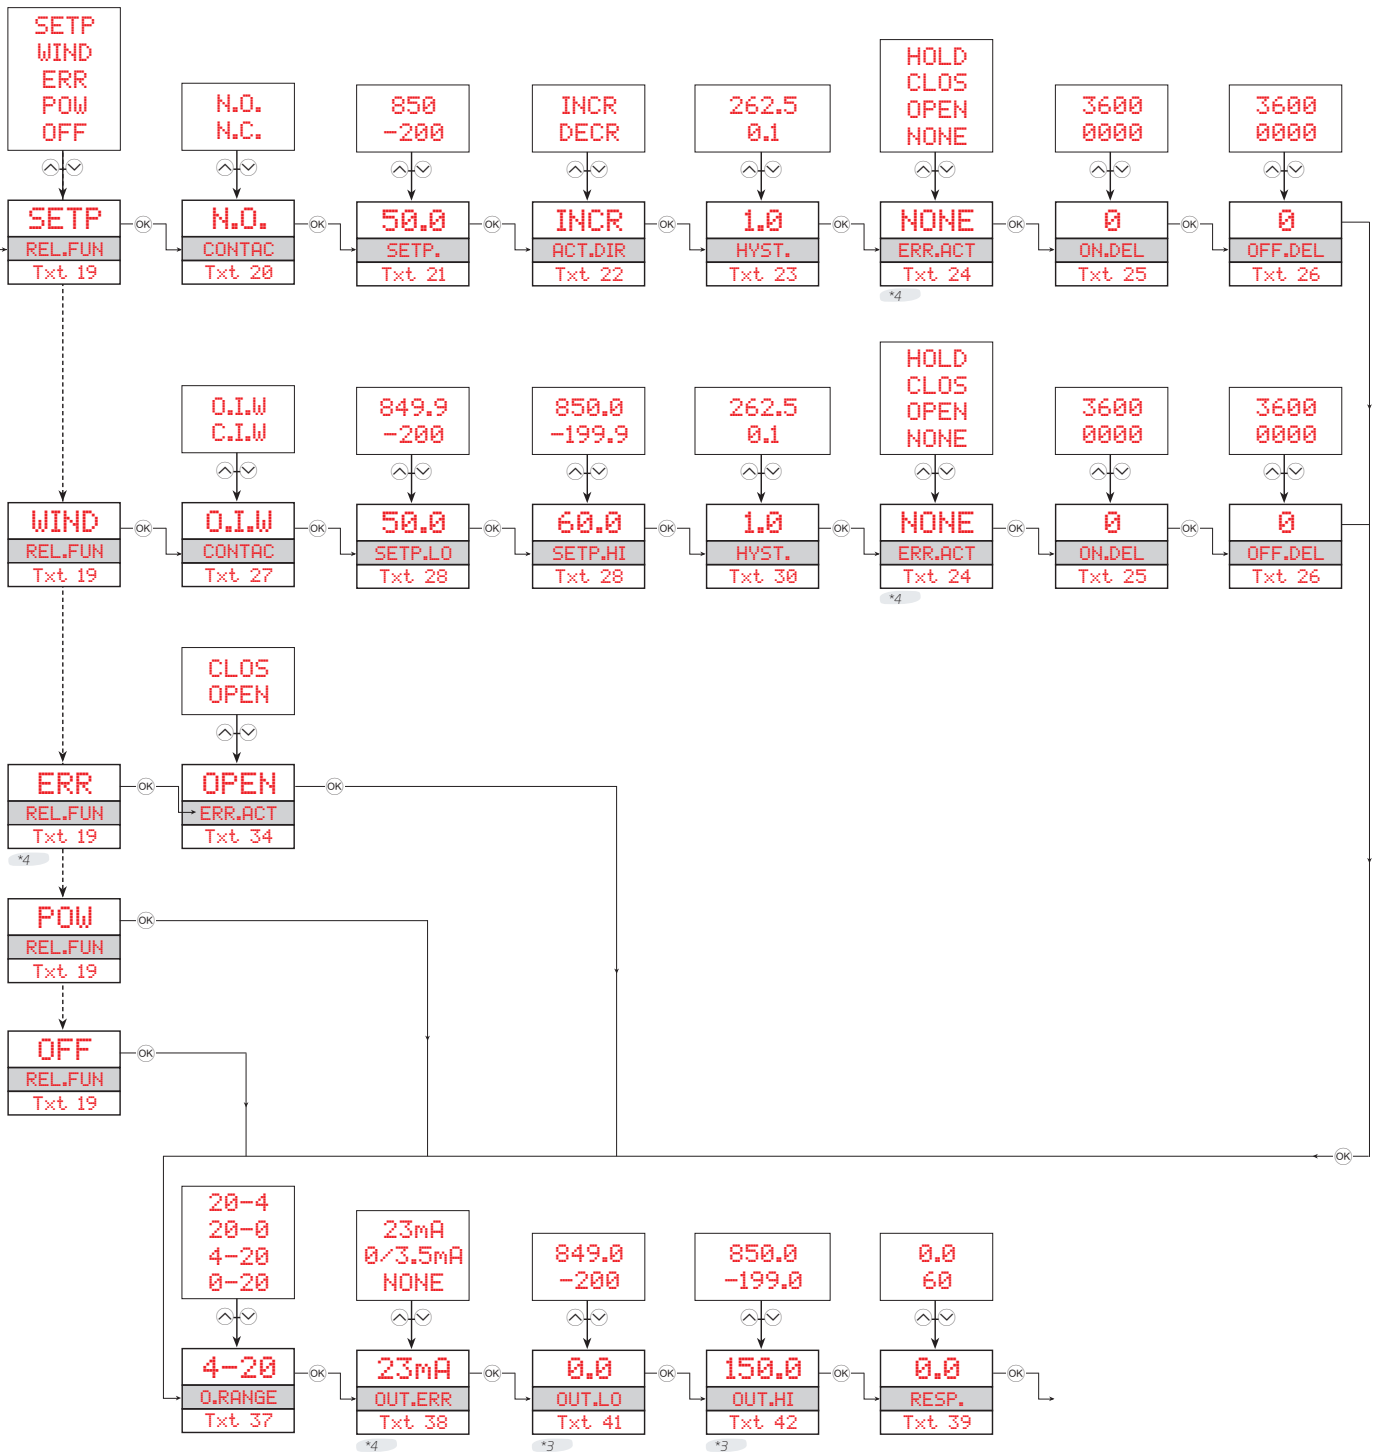 SETP
WIND
ERR
POW
OFF
N.O.
N.C.
850
-200
INCR
DECR
262.5
0.1
HOLD
CLOS
OPEN
NONE
3600
0000
3600
0000
SETP
REL.FUN
Txt 19
OK
N.O.
CONTAC
Txt 20
OK
50.0
SETP.
Txt 21
OK
INCR
ACT.DIR
Txt 22
OK
1.0
HYST.
Txt 23
OK
NONE
ERR.ACT
Txt 24
*4
OK
0
ON.DEL
Txt 25
OK
0
OFF.DEL
Txt 26
O.I.W
C.I.W
849.9
-200
850.0
-199.9
262.5
0.1
HOLD
CLOS
OPEN
NONE
3600
0000
3600
0000
WIND
REL.FUN
Txt 19
OK
O.I.W
CONTAC
Txt 27
OK
50.0
SETP.LO
Txt 28
OK
60.0
SETP.HI
Txt 28
OK
1.0
HYST.
Txt 30
OK
NONE
ERR.ACT
Txt 24
*4
OK
0
ON.DEL
Txt 25
OK
0
OFF.DEL
Txt 26
CLOS
OPEN
ERR
REL.FUN
Txt 19
*4
OK
OPEN
ERR.ACT
Txt 34
OK
POW
REL.FUN
Txt 19
OK
OFF
REL.FUN
Txt 19
OK
OK
20-4
20-0
4-20
0-20
23mA
0/3.5mA
NONE
849.0
-200
850.0
-199.0
0.0
60
4-20
O.RANGE
Txt 37
OK
23mA
OUT.ERR
Txt 38
*4
OK
0.0
OUT.LO
Txt 41
*3
OK
150.0
OUT.HI
Txt 42
*3
OK
0.0
RESP.
Txt 39
OK